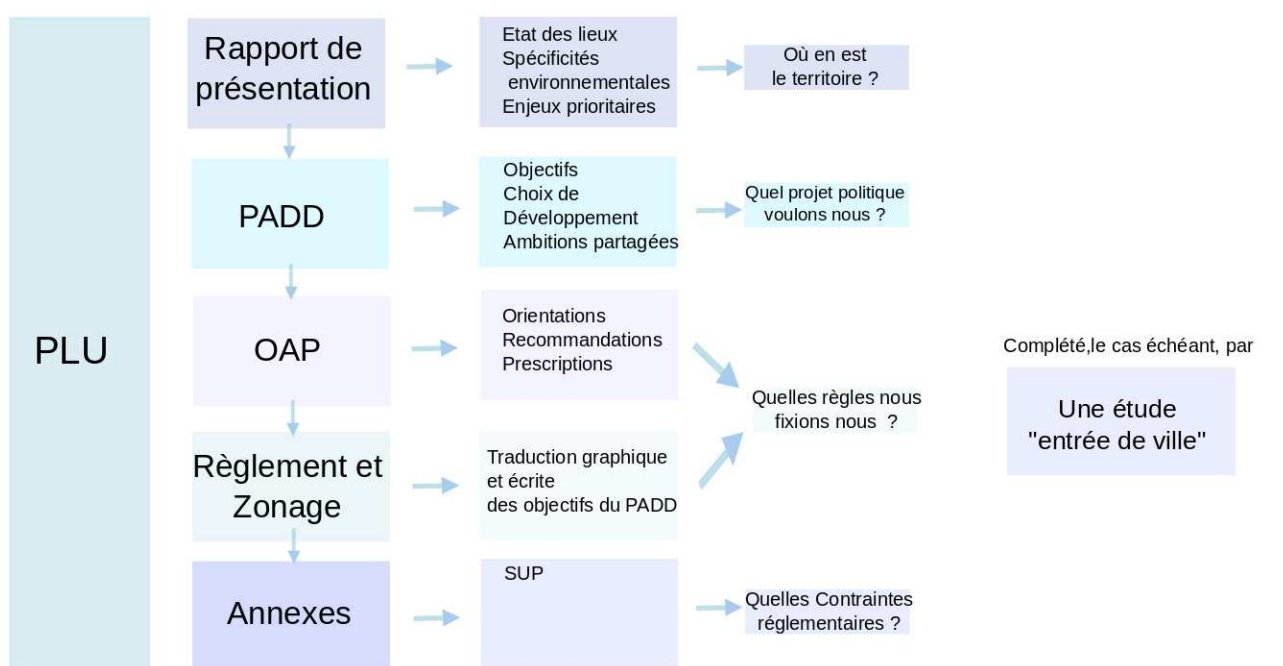 PLU
Rapport de
présentation
Etat des lieux
Spécificités
environnementales
Enjeux prioritaires
Où en est
le territoire ?
PADD
Objectifs
Choix de
Développement
Ambitions partagées
Quel projet politique
voulons nous ?
OAP
Orientations
Recommandations
Prescriptions
Quelles règles nous
fixions nous  ?
Règlement et
Zonage
Traduction graphique
et écrite
des objectifs du PADD
Annexes
SUP
Quelles Contraintes
réglementaires ?
Complété,le cas échéant, par
Une étude
"entrée de ville"